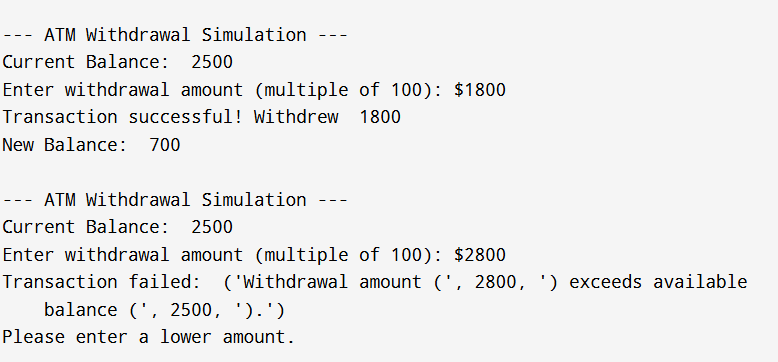 --- ATM Withdrawal Simulation ---
Current Balance:  2500
Enter withdrawal amount (multiple of 100): $1800
Transaction successful! Withdrew  1800
New Balance:  700

--- ATM Withdrawal Simulation ---
Current Balance:  2500
Enter withdrawal amount (multiple of 100): $2800
Transaction failed:  ('Withdrawal amount (', 2800, ') exceeds available
    balance (', 2500, ').')
Please enter a lower amount.